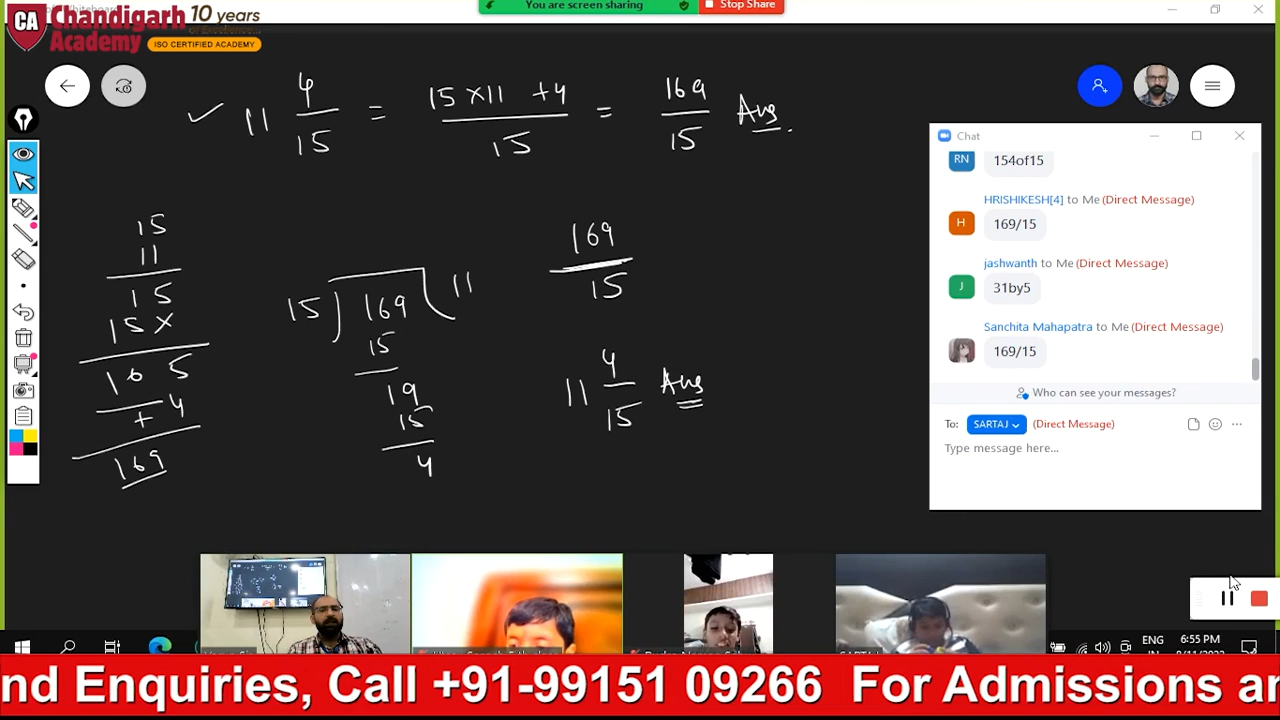 Chandigarh Academy
10 years
ISO CERTIFIED ACADEMY
CA
You are screen sharing
Stop Share
11 4/15 = 15×11 +4/15 = 169/15 Ans.
15
11
15
15×
165
+4
169
15) 169 (11
15
19
15
4
169/15
11 4/15 Ans
Chat
RN
154of15
HRISHIKESH[4] to Me (Direct Message)
H
169/15
jashwanth to Me (Direct Message)
J
31by5
Sanchita Mahapatra to Me (Direct Message)
169/15
Who can see your messages?
To: SARTAJ (Direct Message)
Type message here...
ENG
6:55 PM
nd Enquiries, Call +91-99151 09266 For Admissions ar